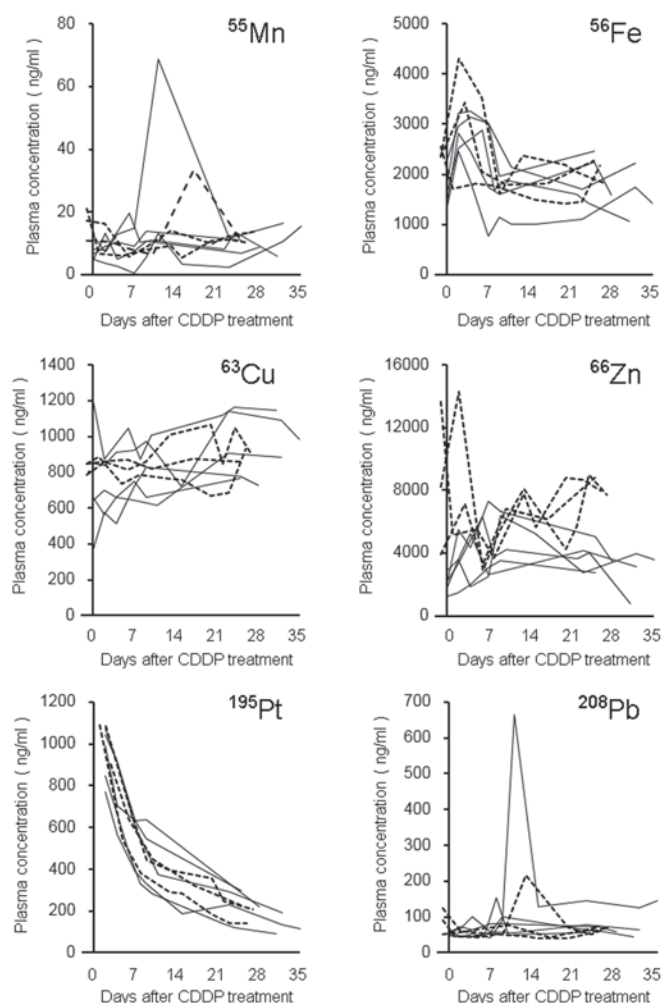 ⁵⁵Mn
Plasma concentration ( ng/ml )
80
60
40
20
0
0 7 14 21 28 35
Days after CDDP treatment
⁵⁶Fe
Plasma concentration ( ng/ml )
5000
4000
3000
2000
1000
0
0 7 14 21 28 35
Days after CDDP treatment
⁶³Cu
Plasma concentration ( ng/ml )
1400
1200
1000
800
600
400
200
0
0 7 14 21 28 35
Days after CDDP treatment
⁶⁶Zn
Plasma concentration ( ng/ml )
16000
12000
8000
4000
0
0 7 14 21 28 35
Days after CDDP treatment
¹⁹⁵Pt
Plasma concentration ( ng/ml )
1200
1000
800
600
400
200
0
0 7 14 21 28 35
Days after CDDP treatment
²⁰⁸Pb
Plasma concentration ( ng/ml )
700
600
500
400
300
200
100
0
0 7 14 21 28 35
Days after CDDP treatment